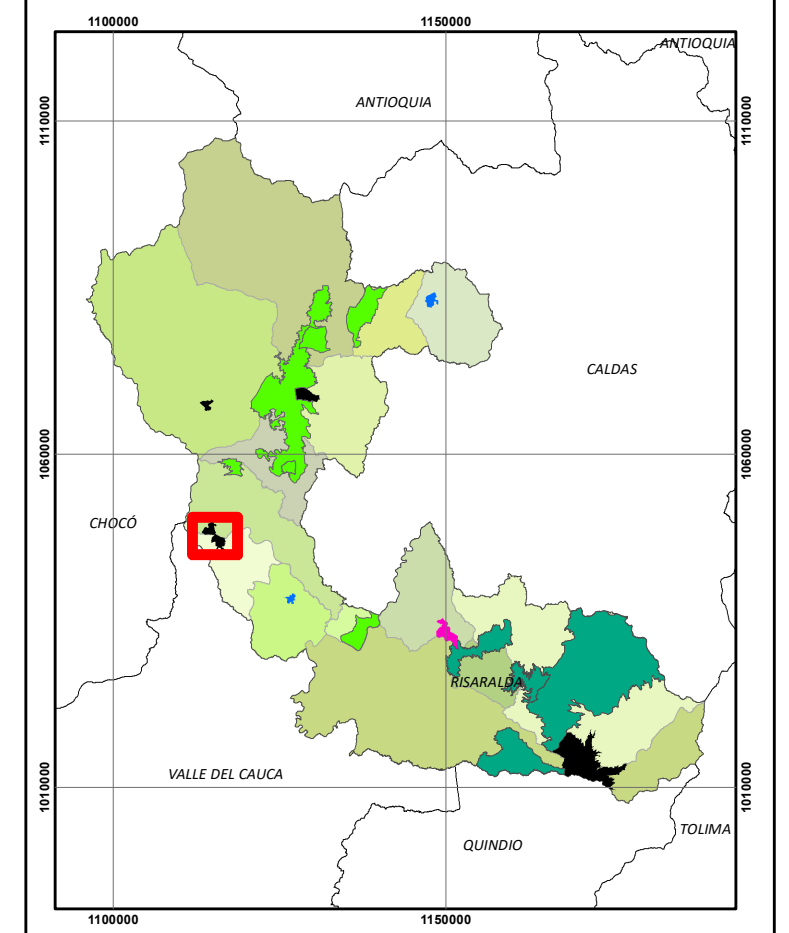 1100000 1150000
ANTIOQUIA
ANTIOQUIA
1110000 1110000
CALDAS
1060000 1060000
CHOCÓ
RISARALDA
VALLE DEL CAUCA
1010000 1010000
TOLIMA
QUINDIO
1100000 1150000